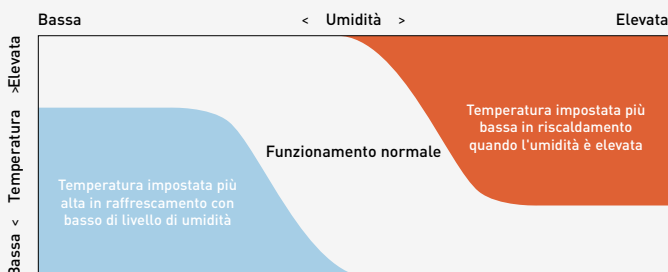 Bassa < Umidità > Elevata
Bassa < Temperatura >Elevata
Temperatura impostata più
bassa in riscaldamento
quando l'umidità è elevata
Funzionamento normale
Temperatura impostata più
alta in raffrescamento con
basso di livello di umidità